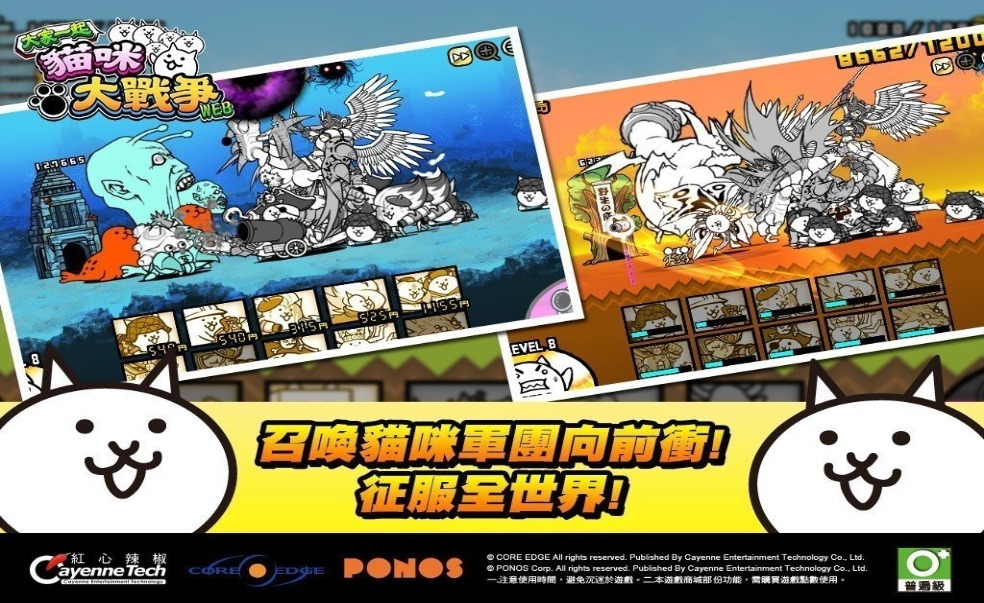 大家一起
貓咪
大戰爭WEB
127665
8662/1200
野生の彦
540円
540円
315円
525円
1155円
LEVEL 8
召喚貓咪軍團向前衝!
征服全世界!
紅心辣椒
CayenneTech
Cayenne Entertainment Technology
CORE EDGE
PONOS
© CORE EDGE All rights reserved. Published By Cayenne Entertainment Technology Co., Ltd.
© PONOS Corp. All rights reserved. Published By Cayenne Entertainment Technology Co., Ltd.
一.注意使用時間，避免沉迷於遊戲。二.本遊戲商城部份功能，需購買遊戲點數使用。
普遍級